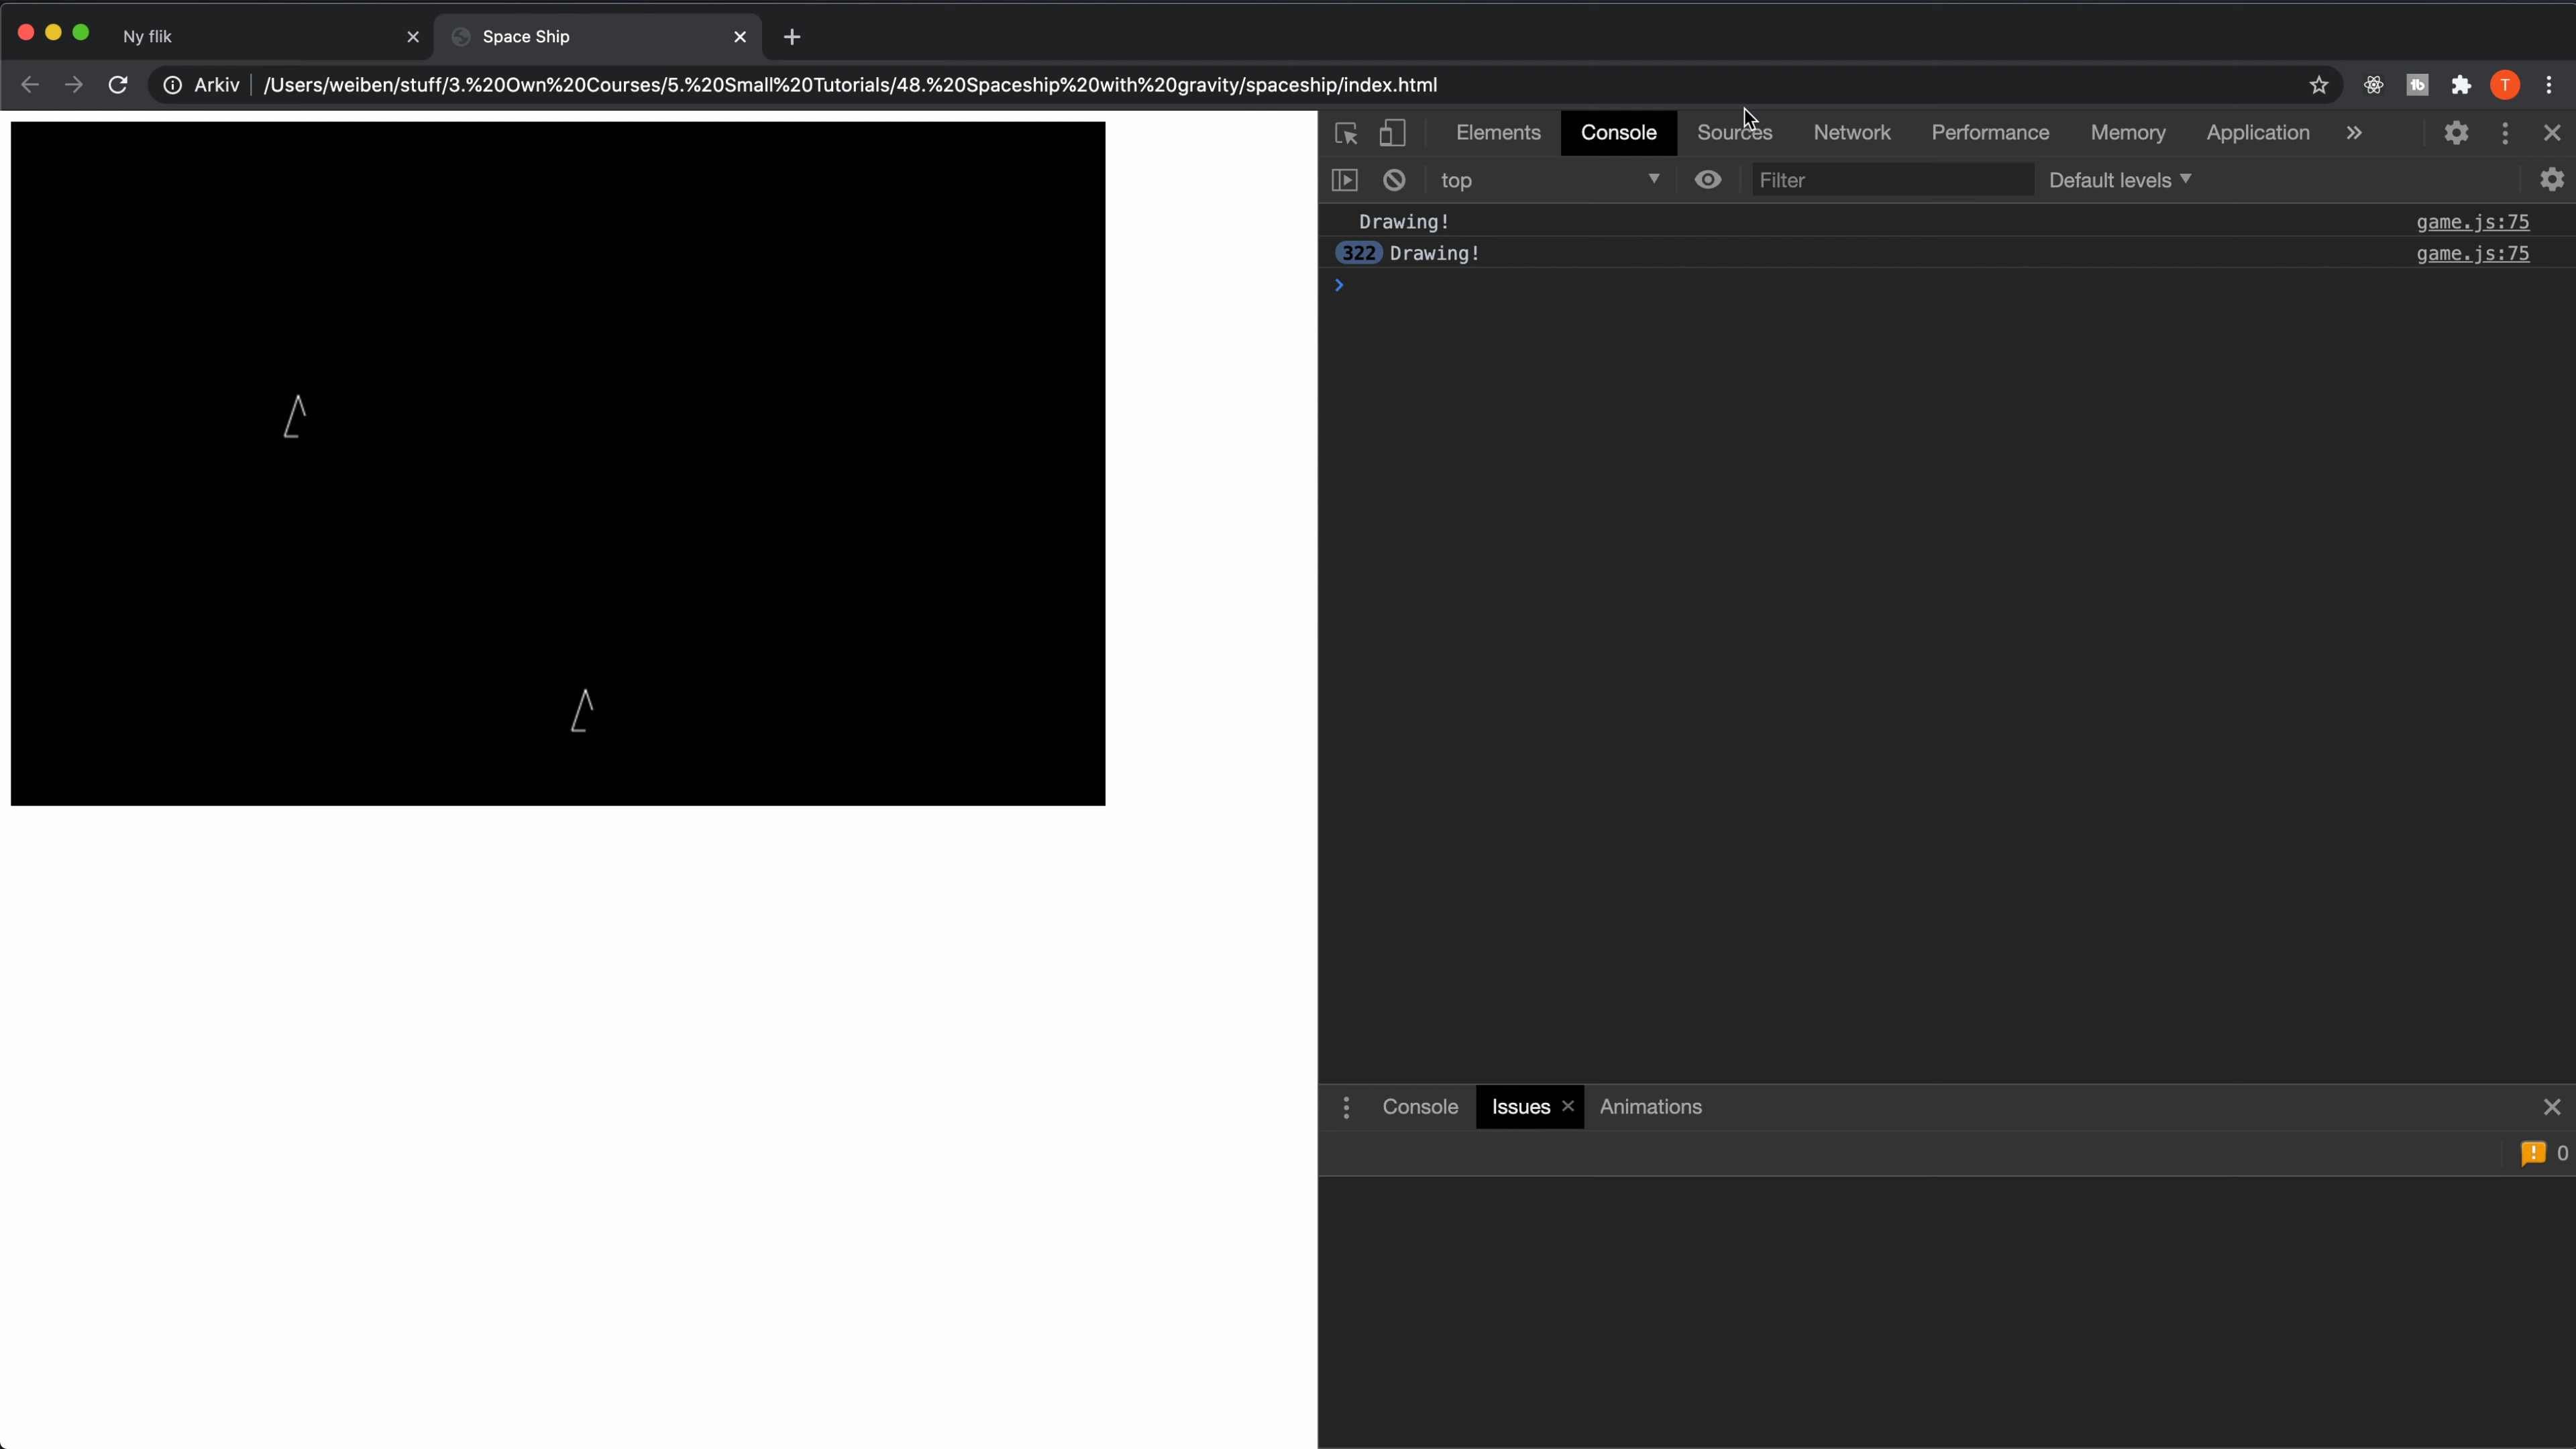 Ny flik
Space Ship
Arkiv /Users/weiben/stuff/3.%20Own%20Courses/5.%20Small%20Tutorials/48.%20Spaceship%20with%20gravity/spaceship/index.html
tb
T
Elements Console Sources Network Performance Memory Application
top Filter Default levels
Drawing! game.js:75
322 Drawing! game.js:75
Console Issues Animations
0